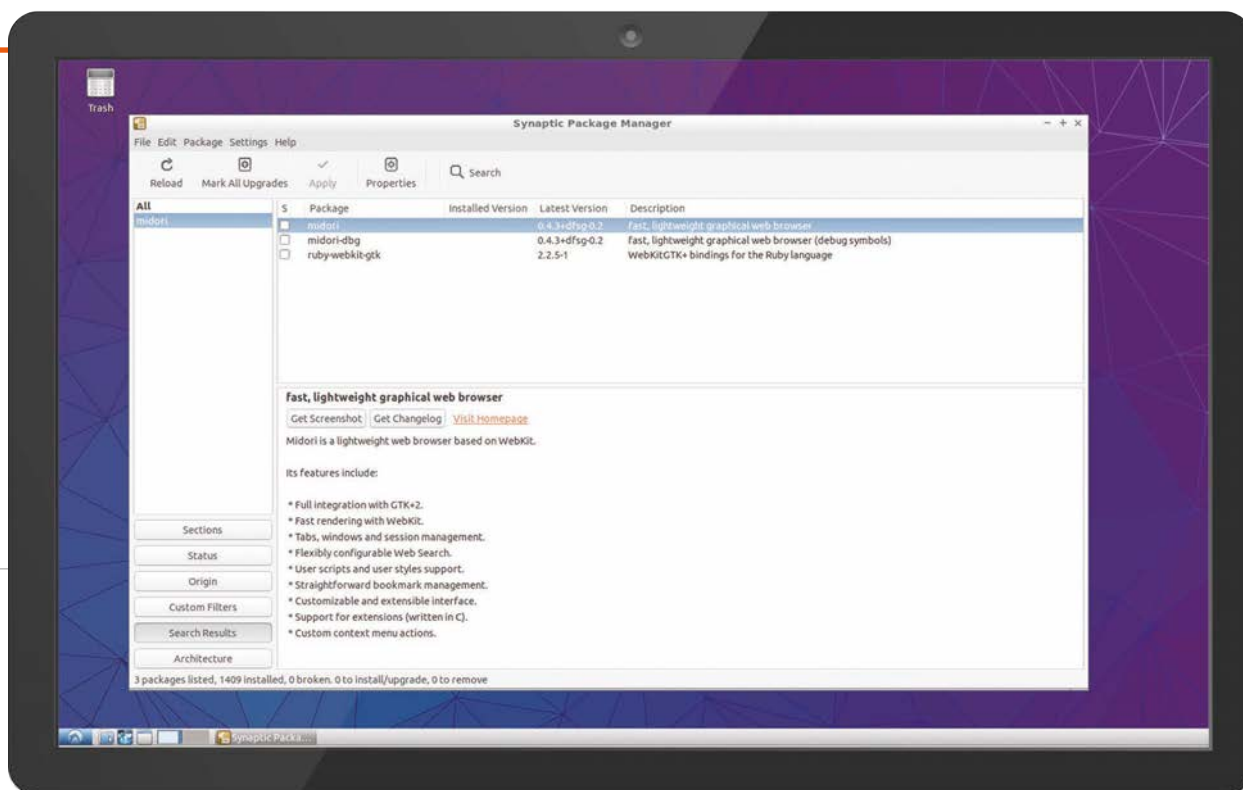 Trash
Synaptic Package Manager
File Edit Package Settings Help
Reload Mark All Upgrades Apply Properties Search
All
midori
S Package Installed Version Latest Version Description
midori 0.4.3+dfsg-0.2 fast, lightweight graphical web browser
midori-dbg 0.4.3+dfsg-0.2 fast, lightweight graphical web browser (debug symbols)
ruby-webkit-gtk 2.2.5-1 WebKitGTK+ bindings for the Ruby language
fast, lightweight graphical web browser
Get Screenshot Get Changelog Visit Homepage
Midori is a lightweight web browser based on WebKit.
Its features include:
* Full integration with GTK+2.
* Fast rendering with WebKit.
* Tabs, windows and session management.
* Flexibly configurable Web Search.
* User scripts and user styles support.
* Straightforward bookmark management.
* Customizable and extensible interface.
* Support for extensions (written in C).
* Custom context menu actions.
Sections
Status
Origin
Custom Filters
Search Results
Architecture
3 packages listed, 1409 installed, 0 broken. 0 to install/upgrade, 0 to remove
Synaptic Packa...